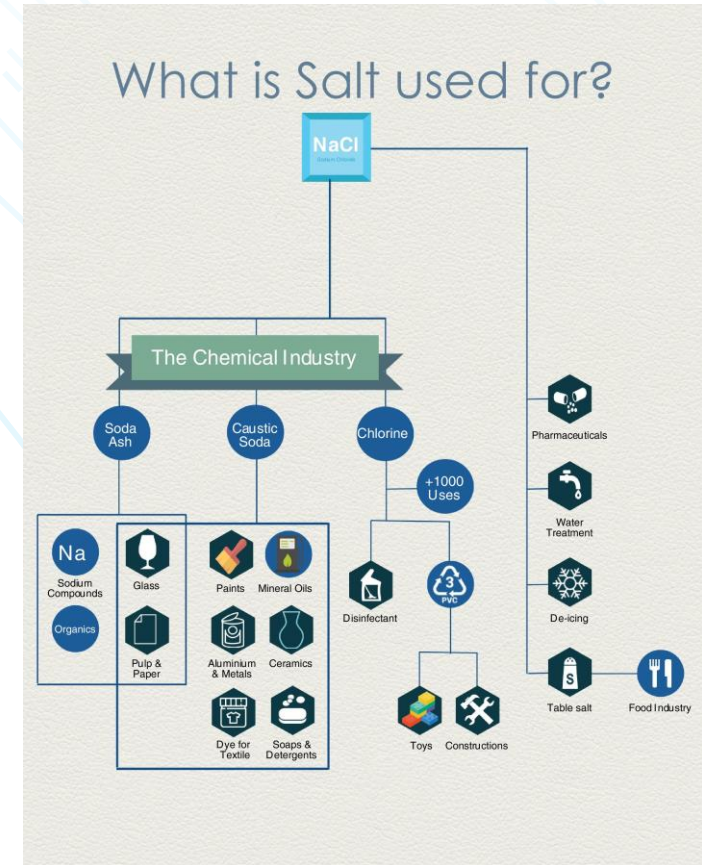 What is Salt used for?
NaCl
Sodium Chloride
The Chemical Industry
Soda
Ash
Caustic
Soda
Chlorine
+1000
Uses
Na
Sodium
Compounds
Organics
Glass
Pulp &
Paper
Paints
Mineral Oils
Aluminium
& Metals
Ceramics
Dye for
Textile
Soaps &
Detergents
Disinfectant
3
PVC
Toys
Constructions
Pharmaceuticals
Water
Treatment
De-icing
S
Table salt
Food Industry